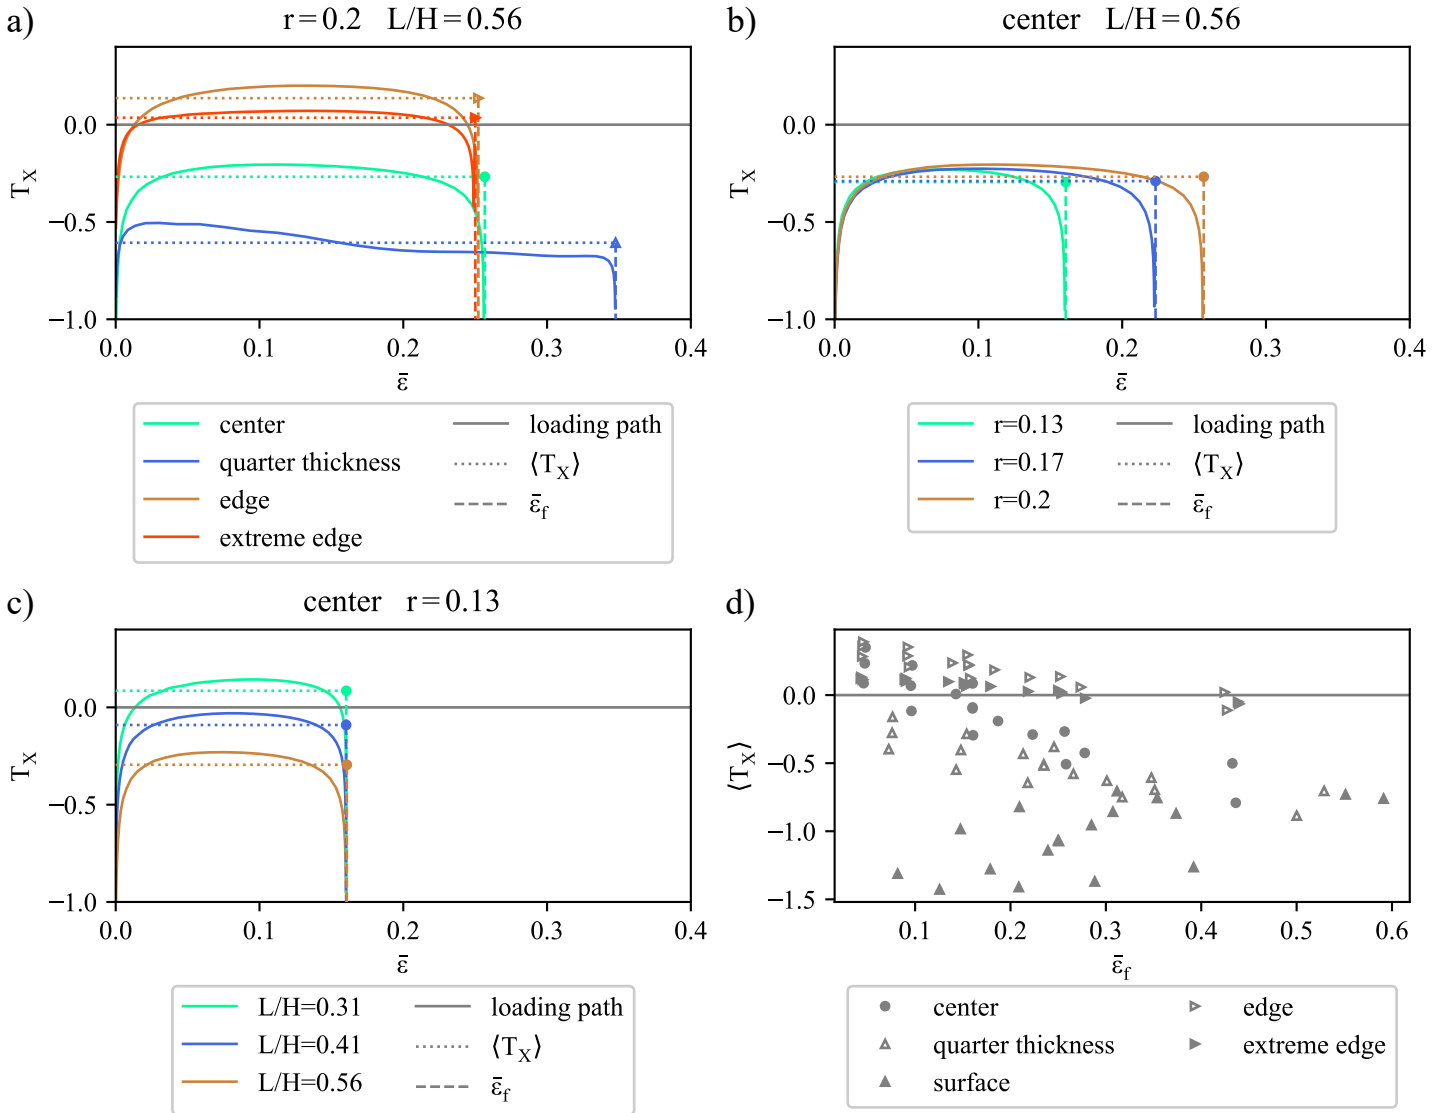 a)
r = 0.2 L/H = 0.56
0.0
−0.5
−1.0
T_X
0.0 0.1 0.2 0.3 0.4
ε̄
center
quarter thickness
edge
extreme edge
loading path
⟨T_X⟩
ε̄_f
b)
center L/H = 0.56
0.0
−0.5
−1.0
T_X
0.0 0.1 0.2 0.3 0.4
ε̄
r=0.13
r=0.17
r=0.2
loading path
⟨T_X⟩
ε̄_f
c)
center r = 0.13
0.0
−0.5
−1.0
T_X
0.0 0.1 0.2 0.3 0.4
ε̄
L/H=0.31
L/H=0.41
L/H=0.56
loading path
⟨T_X⟩
ε̄_f
d)
0.0
−0.5
−1.0
−1.5
⟨T_X⟩
0.1 0.2 0.3 0.4 0.5 0.6
ε̄_f
center
quarter thickness
surface
edge
extreme edge